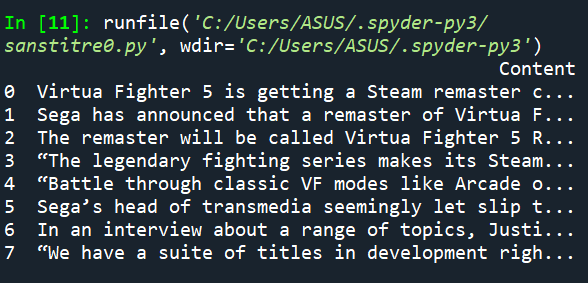 In [11]: runfile('C:/Users/ASUS/.spyder-py3/
sanstitre0.py', wdir='C:/Users/ASUS/.spyder-py3')
Content
0 Virtua Fighter 5 is getting a Steam remaster c...
1 Sega has announced that a remaster of Virtua F...
2 The remaster will be called Virtua Fighter 5 R...
3 “The legendary fighting series makes its Steam...
4 “Battle through classic VF modes like Arcade o...
5 Sega’s head of transmedia seemingly let slip t...
6 In an interview about a range of topics, Justi...
7 “We have a suite of titles in development righ...